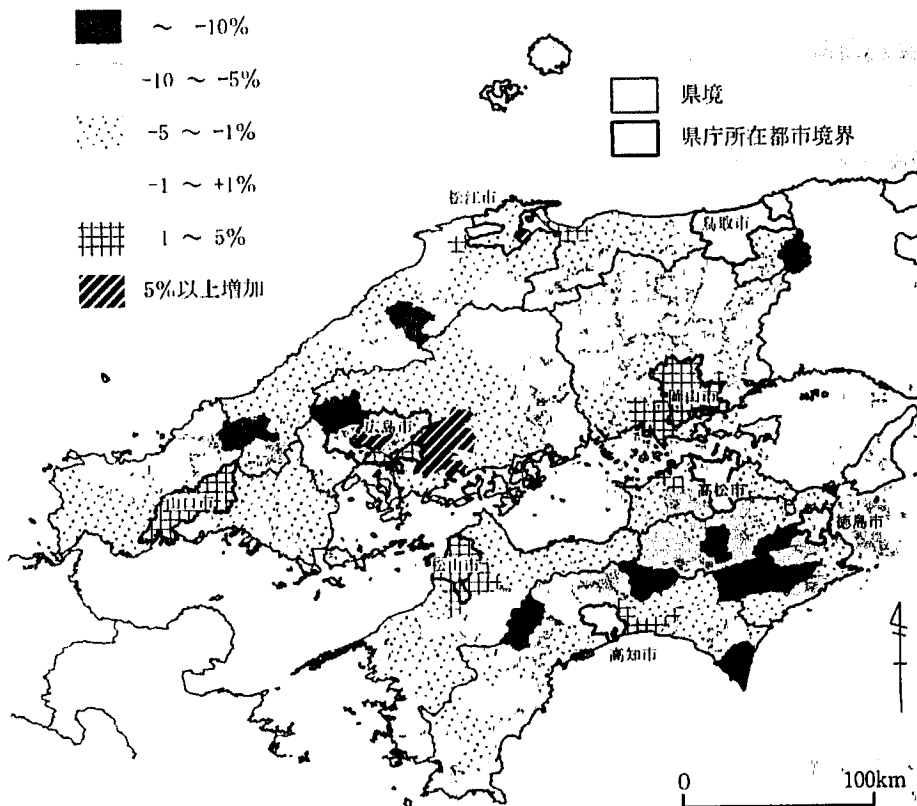 ～ -10%
-10 ～ -5%
-5 ～ -1%
-1 ～ +1%
1 ～ 5%
5%以上増加
県境
県庁所在都市境界
松江市
鳥取市
岡山市
広島市
山口市
高松市
徳島市
松山市
高知市
4
0
100km